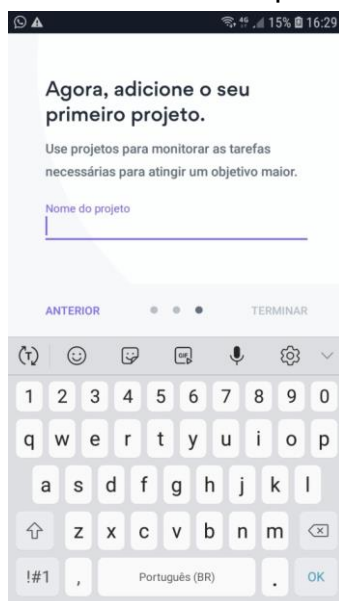 4G 15% 16:29
Agora, adicione o seu
primeiro projeto.
Use projetos para monitorar as tarefas
necessárias para atingir um objetivo maior.
Nome do projeto
ANTERIOR TERMINAR
T GIF
1 2 3 4 5 6 7 8 9 0
q w e r t y u i o p
a s d f g h j k l
z x c v b n m
!#1 , Português (BR) . OK